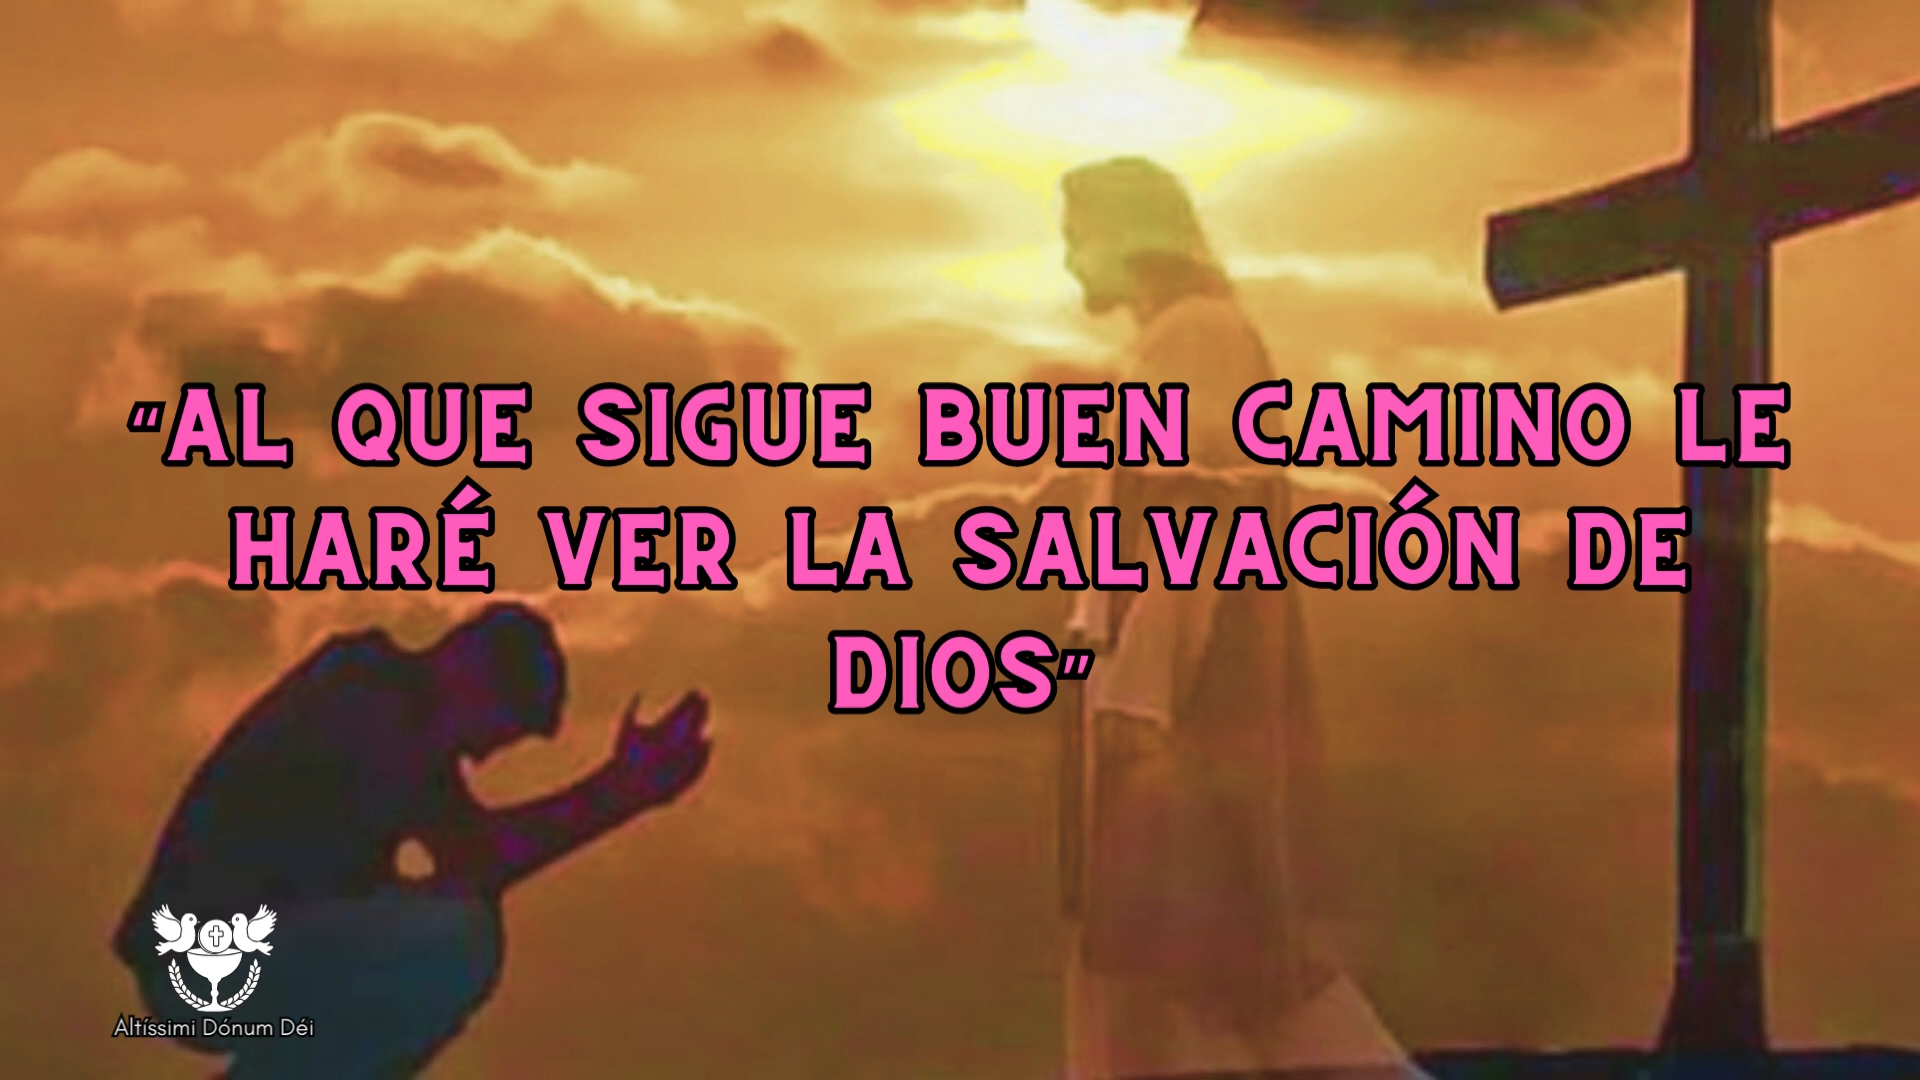 “AL QUE SIGUE BUEN CAMINO LE
HARÉ VER LA SALVACIÓN DE
DIOS”
Altíssimi Dónum Déi